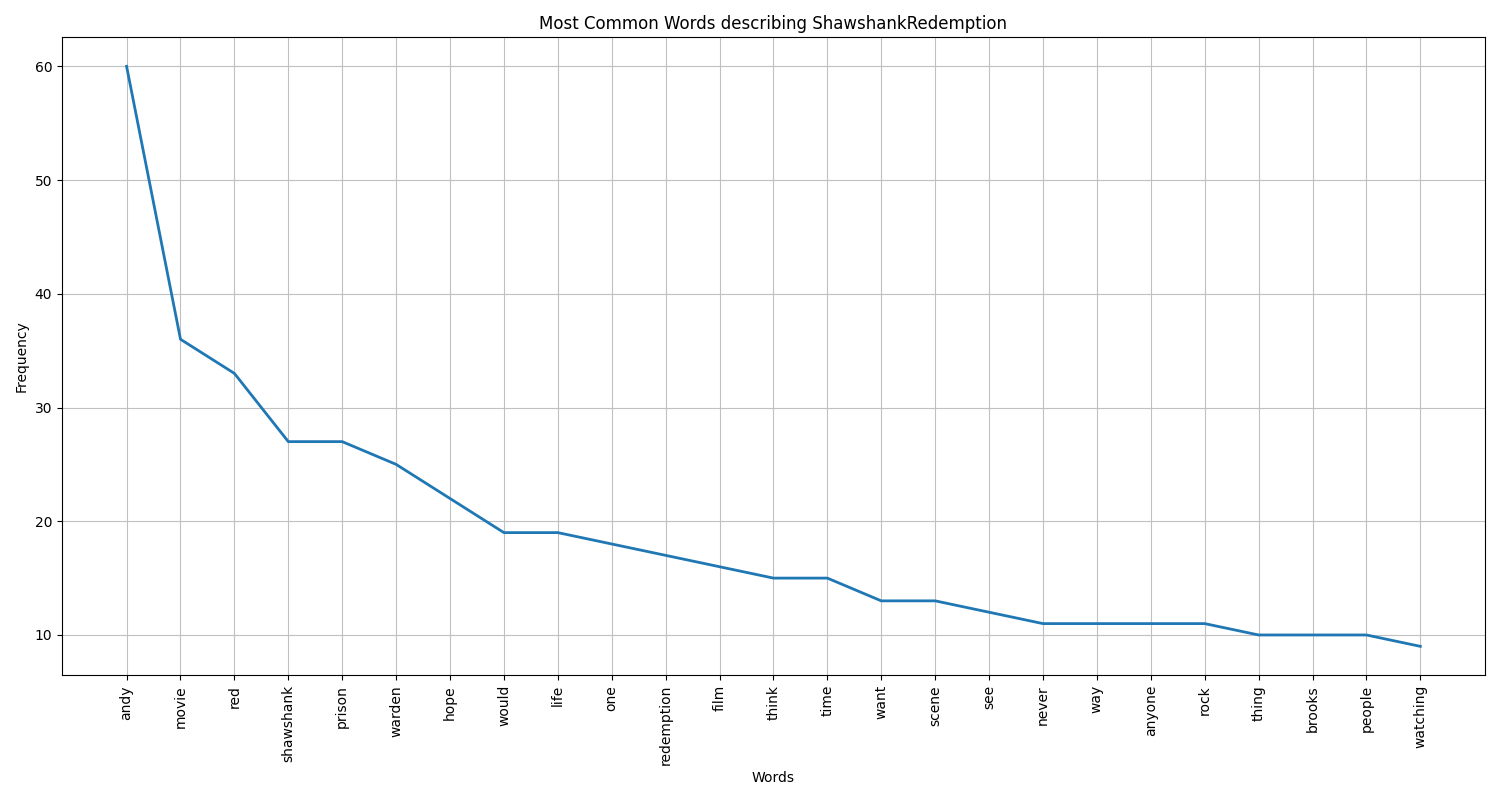 Most Common Words describing ShawshankRedemption
Frequency
60
50
40
30
20
10
andy
movie
red
shawshank
prison
warden
hope
would
life
one
redemption
film
think
time
want
scene
see
never
way
anyone
rock
thing
brooks
people
watching
Words